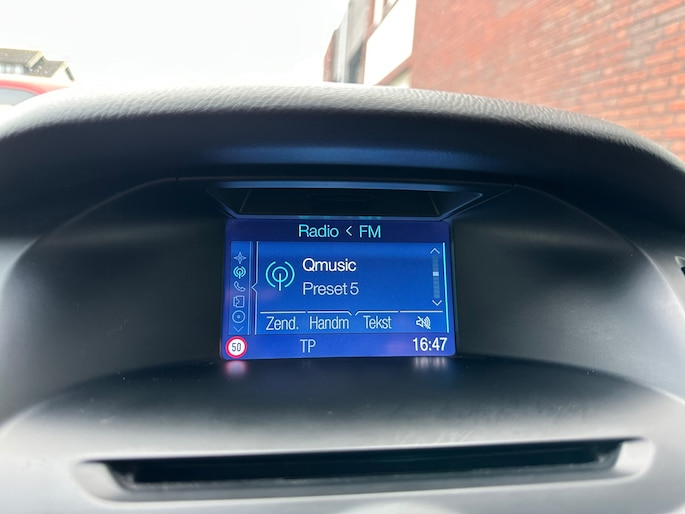 Radio < FM
Qmusic
Preset 5
Zend. Handm Tekst
50 TP 16:47